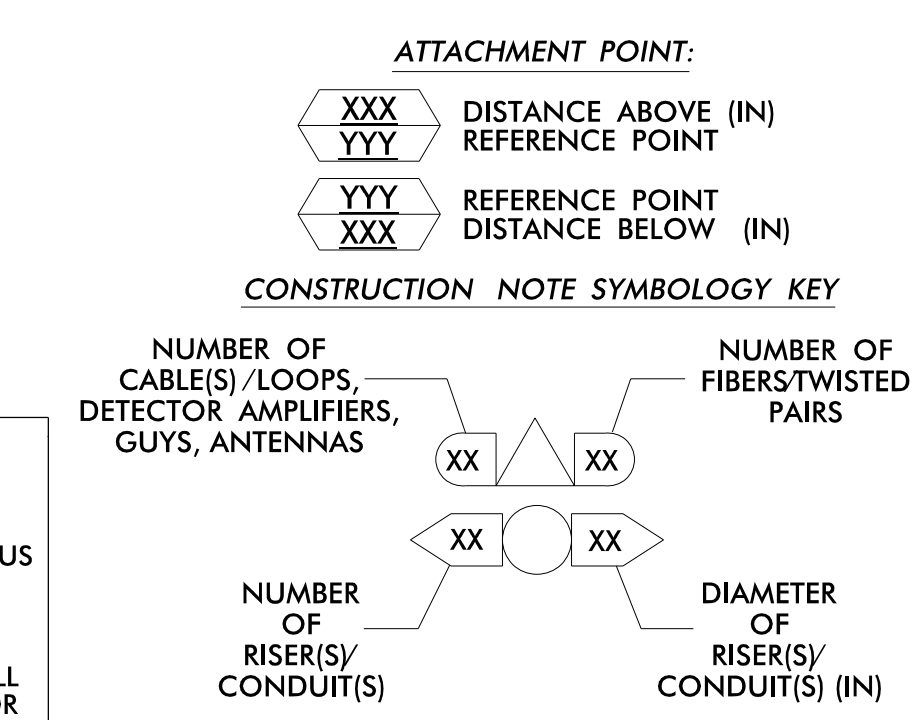 ATTACHMENT POINT:
XXX
YYY
DISTANCE ABOVE (IN)
REFERENCE POINT
YYY
XXX
REFERENCE POINT
DISTANCE BELOW (IN)
CONSTRUCTION NOTE SYMBOLOGY KEY
NUMBER OF
CABLE(S)/LOOPS,
DETECTOR AMPLIFIERS,
GUYS, ANTENNAS
NUMBER OF
FIBERS/TWISTED
PAIRS
XX XX
XX XX
NUMBER
OF
RISER(S)/
CONDUIT(S)
DIAMETER
OF
RISER(S)/
CONDUIT(S) (IN)
US